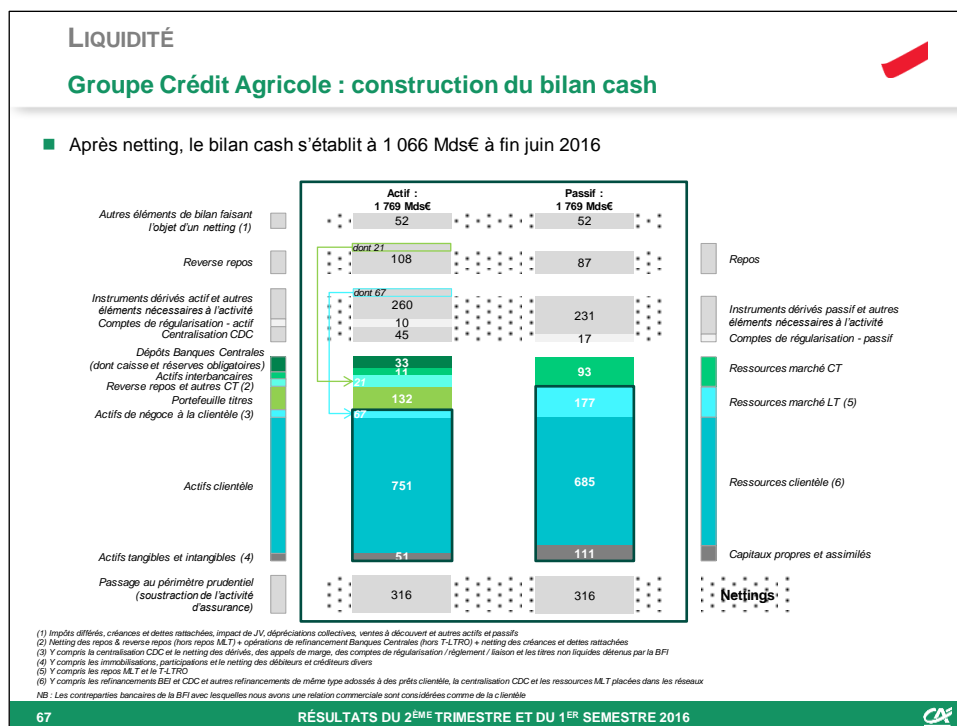 LIQUIDITÉ
Groupe Crédit Agricole : construction du bilan cash
Après netting, le bilan cash s'établit à 1 066 Mds€ à fin juin 2016
Actif :
1 769 Mds€
Passif :
1 769 Mds€
Autres éléments de bilan faisant
l'objet d'un netting (1)
52
52
dont 21
Reverse repos
108
87
Repos
dont 67
Instruments dérivés actif et autres
éléments nécessaires à l'activité
260
231
Instruments dérivés passif et autres
éléments nécessaires à l'activité
Comptes de régularisation - actif
10
Centralisation CDC
45
17
Comptes de régularisation - passif
Dépôts Banques Centrales
(dont caisse et réserves obligatoires)
33
Actifs interbancaires
11
93
Ressources marché CT
Reverse repos et autres CT (2)
21
Portefeuille titres
132
177
Ressources marché LT (5)
Actifs de négoce à la clientèle (3)
67
Actifs clientèle
751
685
Ressources clientèle (6)
Actifs tangibles et intangibles (4)
51
111
Capitaux propres et assimilés
Passage au périmètre prudentiel
(soustraction de l'activité
d'assurance)
316
316
Nettings
(1) Impôts différés, créances et dettes rattachées, impact de JV, dépréciations collectives, ventes à découvert et autres actifs et passifs
(2) Netting des repos & reverse repos (hors repos MLT) + opérations de refinancement Banques Centrales (hors T-LTRO) + netting des créances et dettes rattachées
(3) Y compris la centralisation CDC et le netting des dérivés, des appels de marge, des comptes de régularisation / règlement / liaison et les titres non liquides détenus par la BFI
(4) Y compris les immobilisations, participations et le netting des débiteurs et créditeurs divers
(5) Y compris les repos MLT et le T-LTRO
(6) Y compris les refinancements BEI et CDC et autres refinancements de même type adossés à des prêts clientèle, la centralisation CDC et les ressources MLT placées dans les réseaux
NB : Les contreparties bancaires de la BFI avec lesquelles nous avons une relation commerciale sont considérées comme de la clientèle
67
RÉSULTATS DU 2ÈME TRIMESTRE ET DU 1ER SEMESTRE 2016
CA